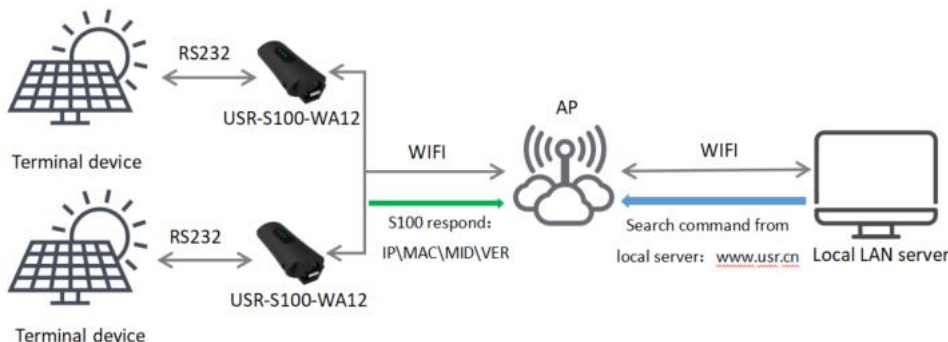 RS232
USR-S100-WA12
Terminal device
AP
WIFI
WIFI
S100 respond:
IP\MAC\MID\VER
Search command from
local server: www.usr.cn
Local LAN server
RS232
USR-S100-WA12
Terminal device